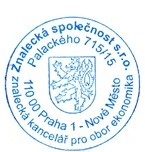 Znalecká společnost s.r.o.
Palackého 715/15
110 00 Praha 1 - Nové Město
znalecká kancelář pro obor ekonomika